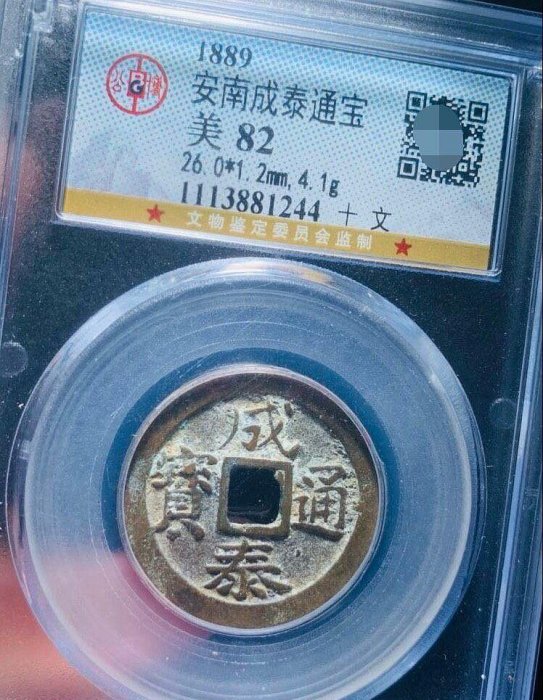 1889
安南成泰通宝
美 82
26.0*1.2mm,4.1g
1113881244 十文
文物鉴定委员会监制
成泰通寶